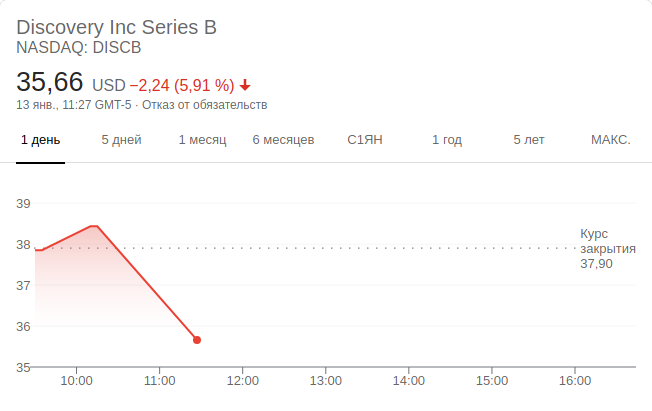 Discovery Inc Series B
NASDAQ: DISCB
35,66 USD −2,24 (5,91 %)
13 янв., 11:27 GMT-5 · Отказ от обязательств
1 день 5 дней 1 месяц 6 месяцев С1ЯН 1 год 5 лет МАКС.
39
38
37
36
35
Курс
закрытия
37,90
10:00 11:00 12:00 13:00 14:00 15:00 16:00